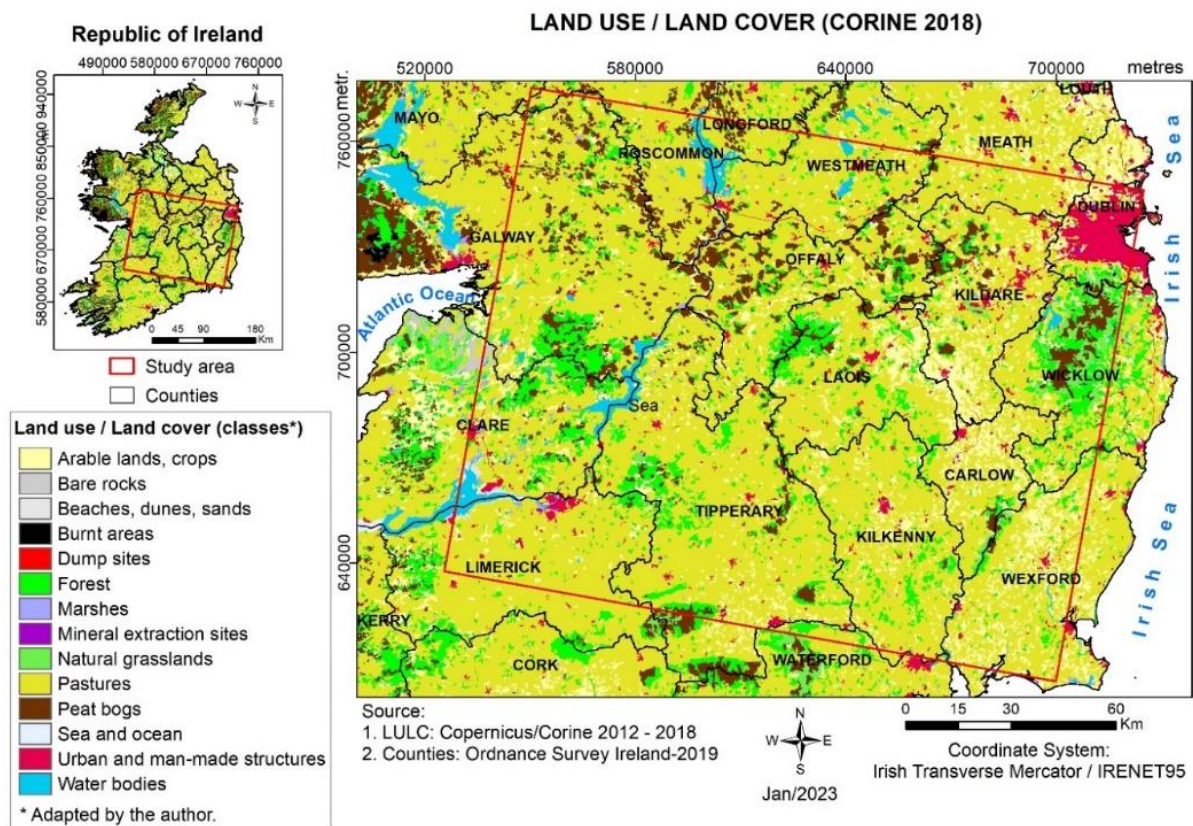 LAND USE / LAND COVER (CORINE 2018)
Republic of Ireland
490000 580000 670000 760000
940000
850000
760000
670000
580000
N
W E
S
0 45 90 180
Km
Study area
Counties
Land use / Land cover (classes*)
Arable lands, crops
Bare rocks
Beaches, dunes, sands
Burnt areas
Dump sites
Forest
Marshes
Mineral extraction sites
Natural grasslands
Pastures
Peat bogs
Sea and ocean
Urban and man-made structures
Water bodies
* Adapted by the author.
520000 580000 640000 700000 metres
metr.
760000
700000
640000
LOUTH
MAYO
LONGFORD
MEATH
ROSCOMMON
WESTMEATH
DUBLIN
Irish Sea
GALWAY
OFFALY
KILDARE
Atlantic Ocean
LAOIS
WICKLOW
Sea
CLARE
CARLOW
TIPPERARY
KILKENNY
LIMERICK
WEXFORD
Irish Sea
KERRY
CORK
WATERFORD
Source:
1. LULC: Copernicus/Corine 2012 - 2018
2. Counties: Ordnance Survey Ireland-2019
N
W E
S
Jan/2023
0 15 30 60
Km
Coordinate System:
Irish Transverse Mercator / IRENET95